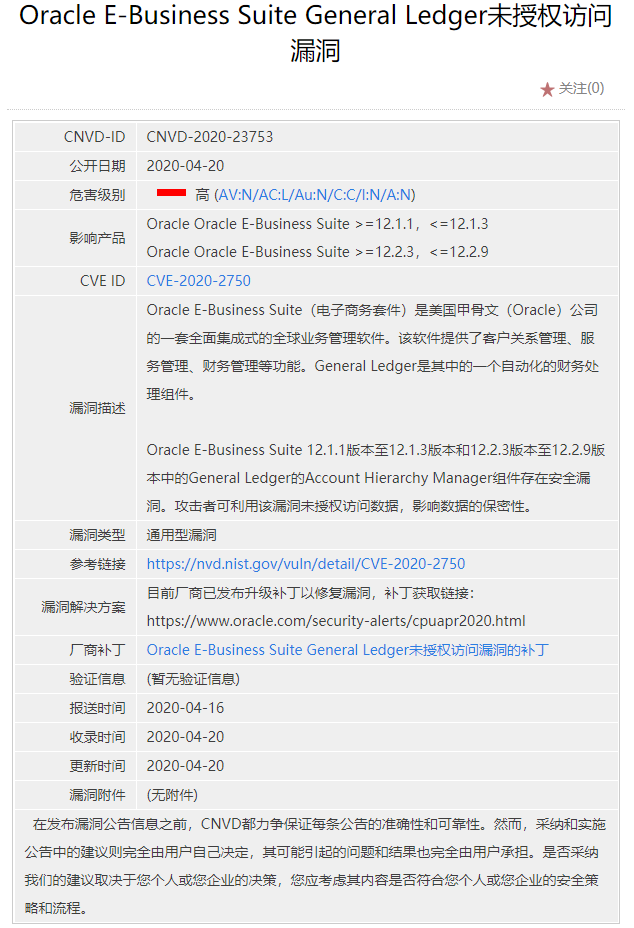 Oracle E-Business Suite General Ledger未授权访问
漏洞
关注(0)
CNVD-ID CNVD-2020-23753
公开日期 2020-04-20
危害级别 高 (AV:N/AC:L/Au:N/C:C/I:N/A:N)
影响产品 Oracle Oracle E-Business Suite >=12.1.1，<=12.1.3
Oracle Oracle E-Business Suite >=12.2.3，<=12.2.9
CVE ID CVE-2020-2750
漏洞描述
Oracle E-Business Suite（电子商务套件）是美国甲骨文（Oracle）公司
的一套全面集成式的全球业务管理软件。该软件提供了客户关系管理、服
务管理、财务管理等功能。General Ledger是其中的一个自动化的财务处
理组件。
Oracle E-Business Suite 12.1.1版本至12.1.3版本和12.2.3版本至12.2.9版
本中的General Ledger的Account Hierarchy Manager组件存在安全漏
洞。攻击者可利用该漏洞未授权访问数据，影响数据的保密性。
漏洞类型 通用型漏洞
参考链接 https://nvd.nist.gov/vuln/detail/CVE-2020-2750
漏洞解决方案 目前厂商已发布升级补丁以修复漏洞，补丁获取链接：
https://www.oracle.com/security-alerts/cpuapr2020.html
厂商补丁 Oracle E-Business Suite General Ledger未授权访问漏洞的补丁
验证信息 (暂无验证信息)
报送时间 2020-04-16
收录时间 2020-04-20
更新时间 2020-04-20
漏洞附件 (无附件)
在发布漏洞公告信息之前，CNVD都力争保证每条公告的准确性和可靠性。然而，采纳和实施
公告中的建议则完全由用户自己决定，其可能引起的问题和结果也完全由用户承担。是否采纳
我们的建议取决于您个人或您企业的决策，您应考虑其内容是否符合您个人或您企业的安全策
略和流程。